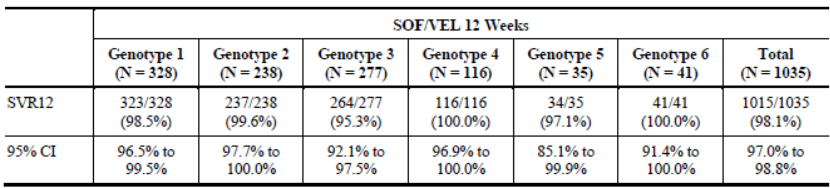 SOF/VEL 12 Weeks
Genotype 1 Genotype 2 Genotype 3 Genotype 4 Genotype 5 Genotype 6 Total
(N = 328) (N = 238) (N = 277) (N = 116) (N = 35) (N = 41) (N = 1035)
SVR12 323/328 237/238 264/277 116/116 34/35 41/41 1015/1035
(98.5%) (99.6%) (95.3%) (100.0%) (97.1%) (100.0%) (98.1%)
95% CI 96.5% to 97.7% to 92.1% to 96.9% to 85.1% to 91.4% to 97.0% to
99.5% 100.0% 97.5% 100.0% 99.9% 100.0% 98.8%